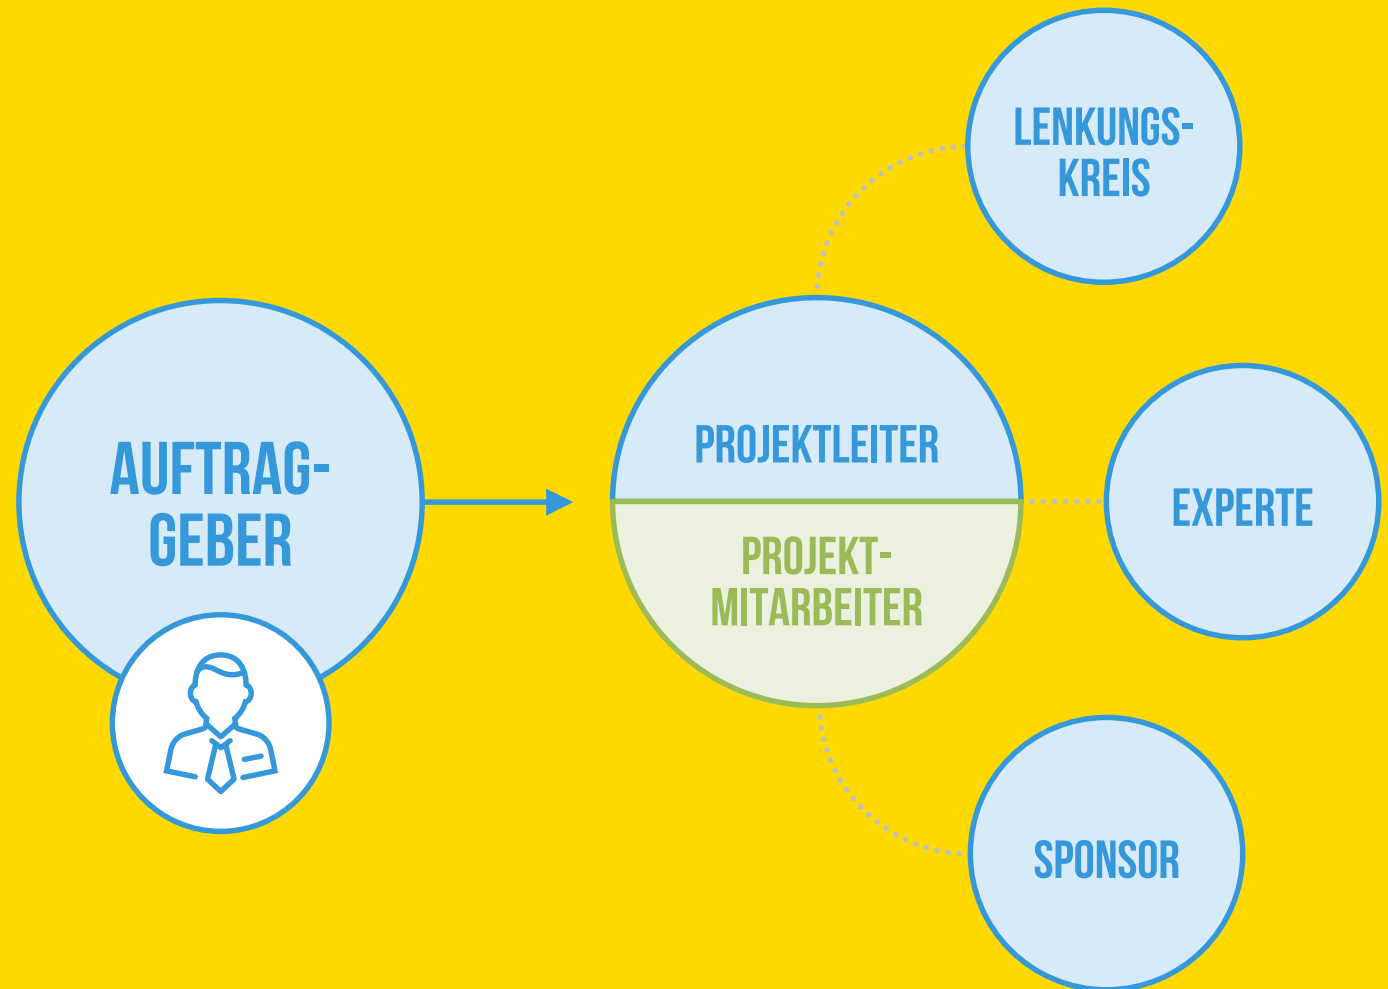 LENKUNGS-
KREIS
AUFTRAG-
GEBER
PROJEKTLEITER
PROJEKT-
MITARBEITER
EXPERTE
SPONSOR